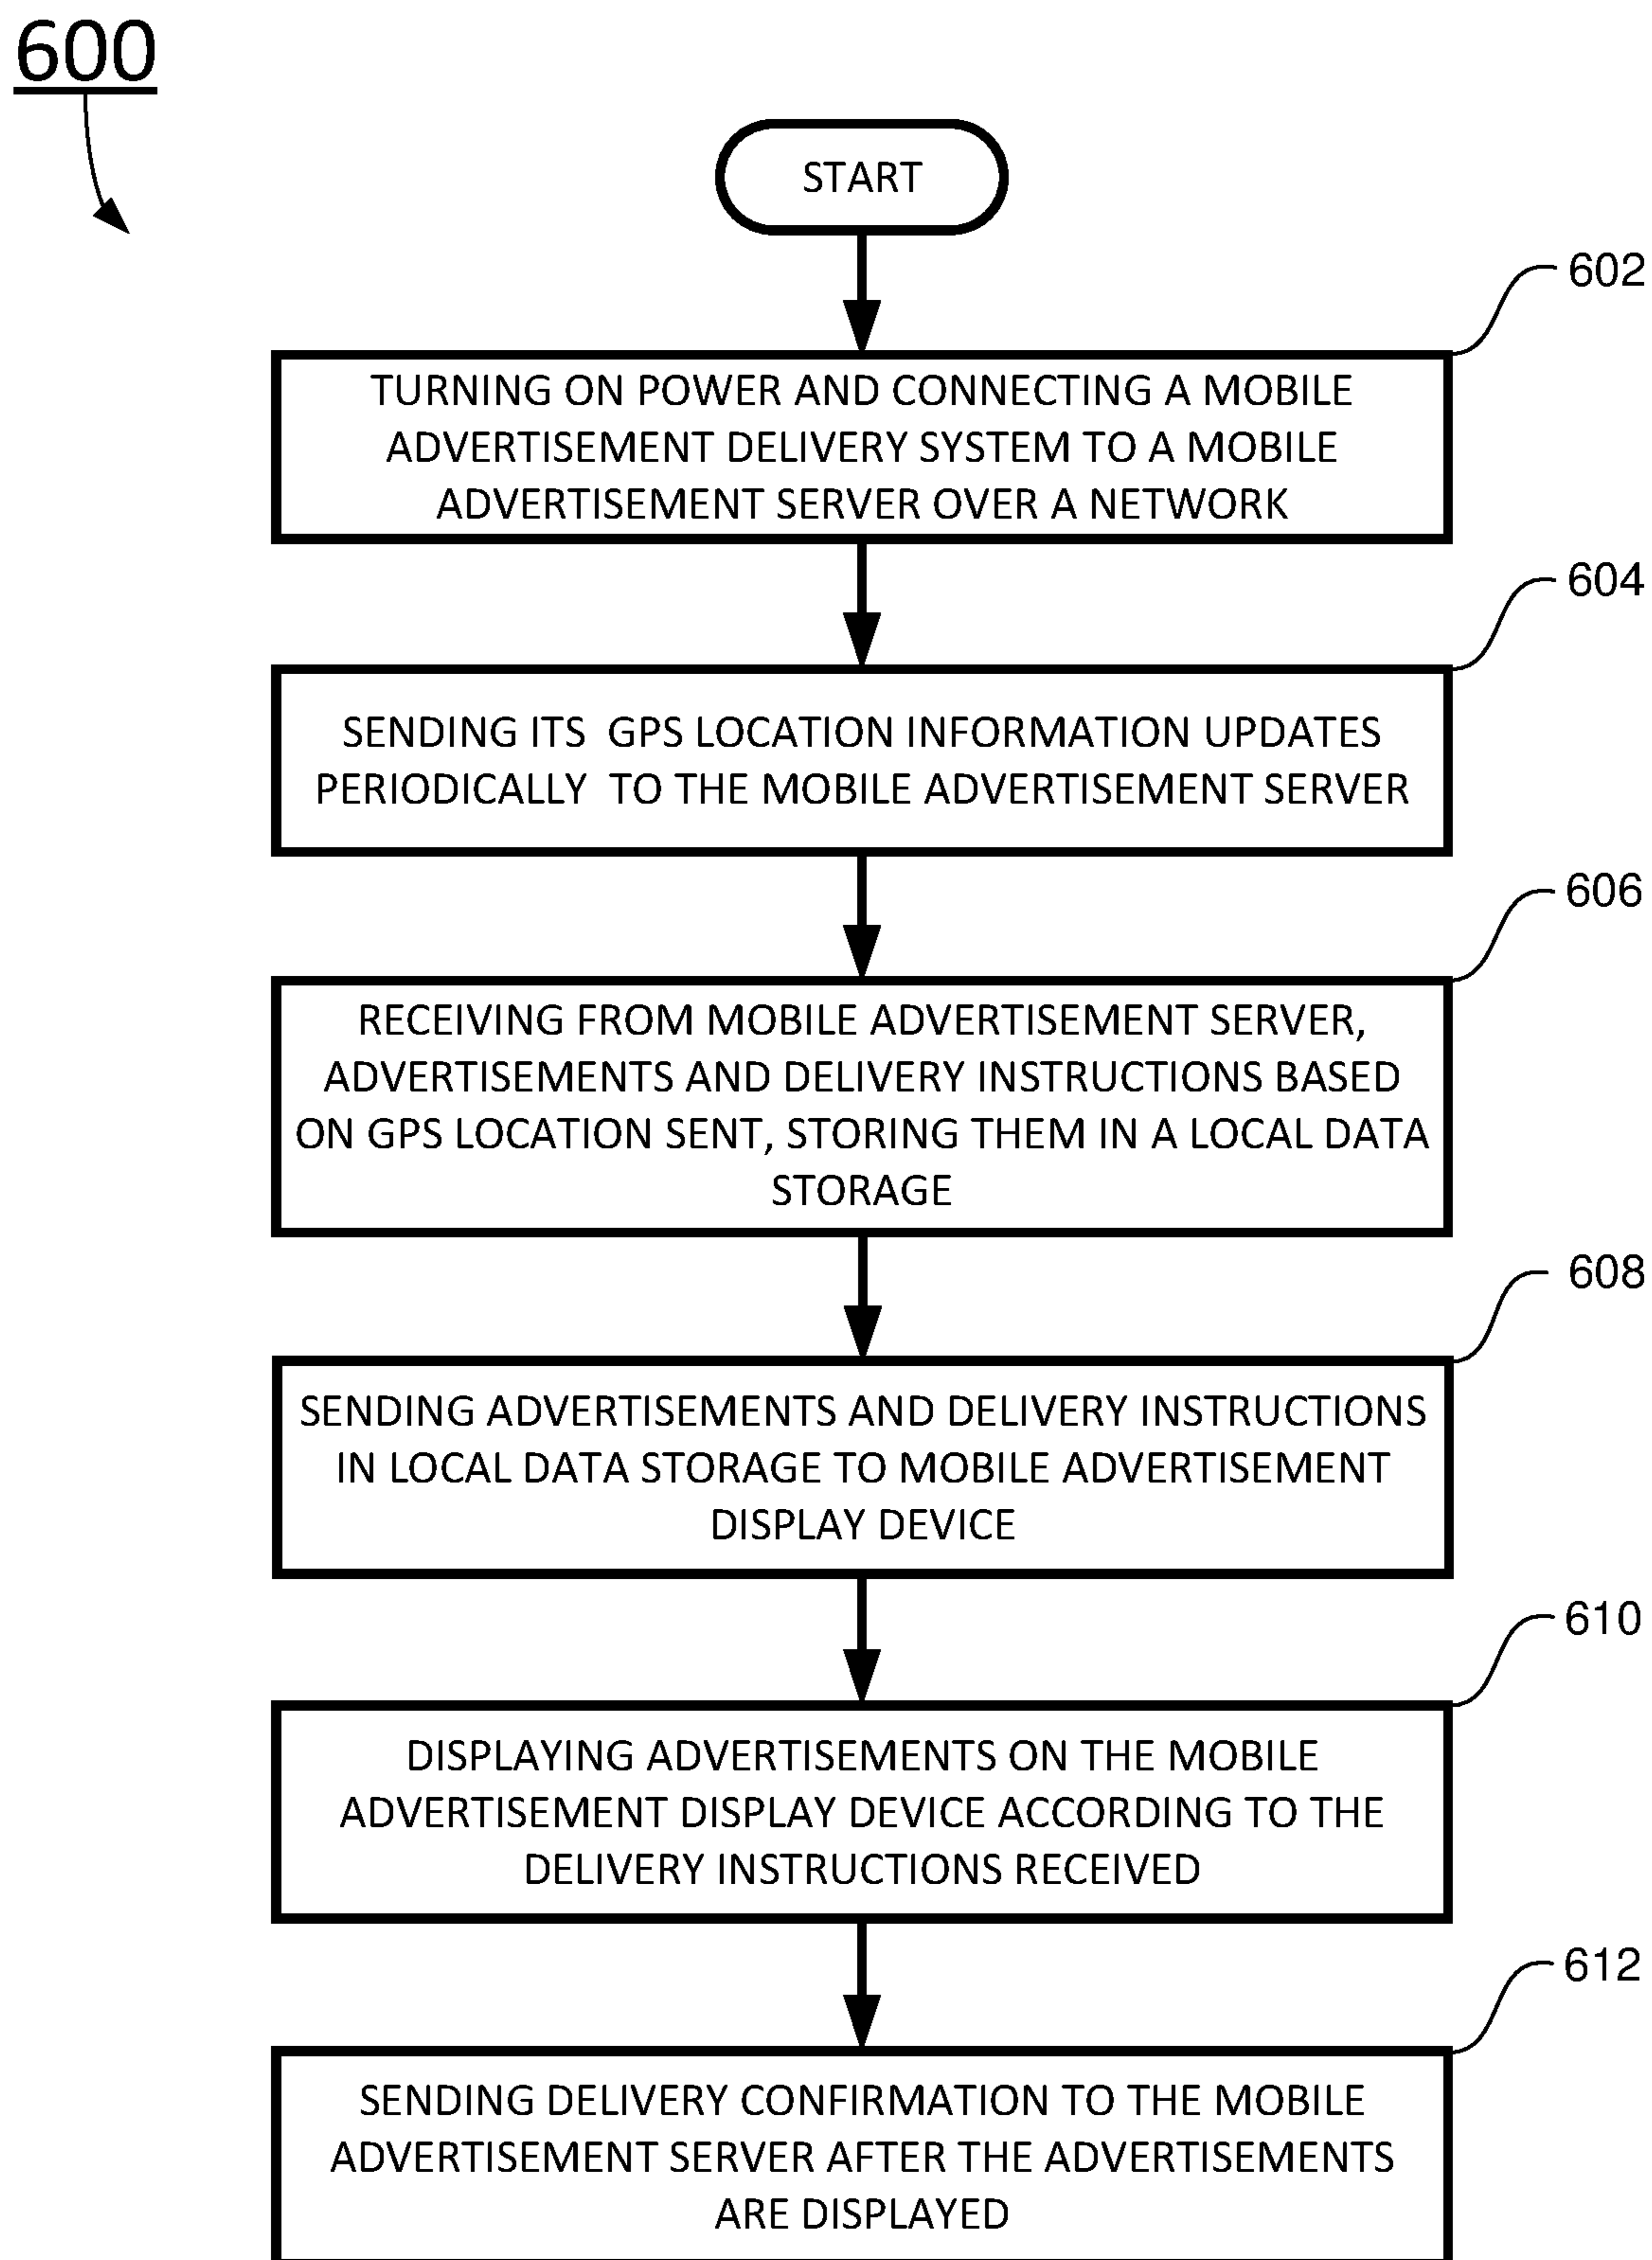 600
START
602
TURNING ON POWER AND CONNECTING A MOBILE
ADVERTISEMENT DELIVERY SYSTEM TO A MOBILE
ADVERTISEMENT SERVER OVER A NETWORK
604
SENDING ITS GPS LOCATION INFORMATION UPDATES
PERIODICALLY TO THE MOBILE ADVERTISEMENT SERVER
606
RECEIVING FROM MOBILE ADVERTISEMENT SERVER,
ADVERTISEMENTS AND DELIVERY INSTRUCTIONS BASED
ON GPS LOCATION SENT, STORING THEM IN A LOCAL DATA
STORAGE
608
SENDING ADVERTISEMENTS AND DELIVERY INSTRUCTIONS
IN LOCAL DATA STORAGE TO MOBILE ADVERTISEMENT
DISPLAY DEVICE
610
DISPLAYING ADVERTISEMENTS ON THE MOBILE
ADVERTISEMENT DISPLAY DEVICE ACCORDING TO THE
DELIVERY INSTRUCTIONS RECEIVED
612
SENDING DELIVERY CONFIRMATION TO THE MOBILE
ADVERTISEMENT SERVER AFTER THE ADVERTISEMENTS
ARE DISPLAYED